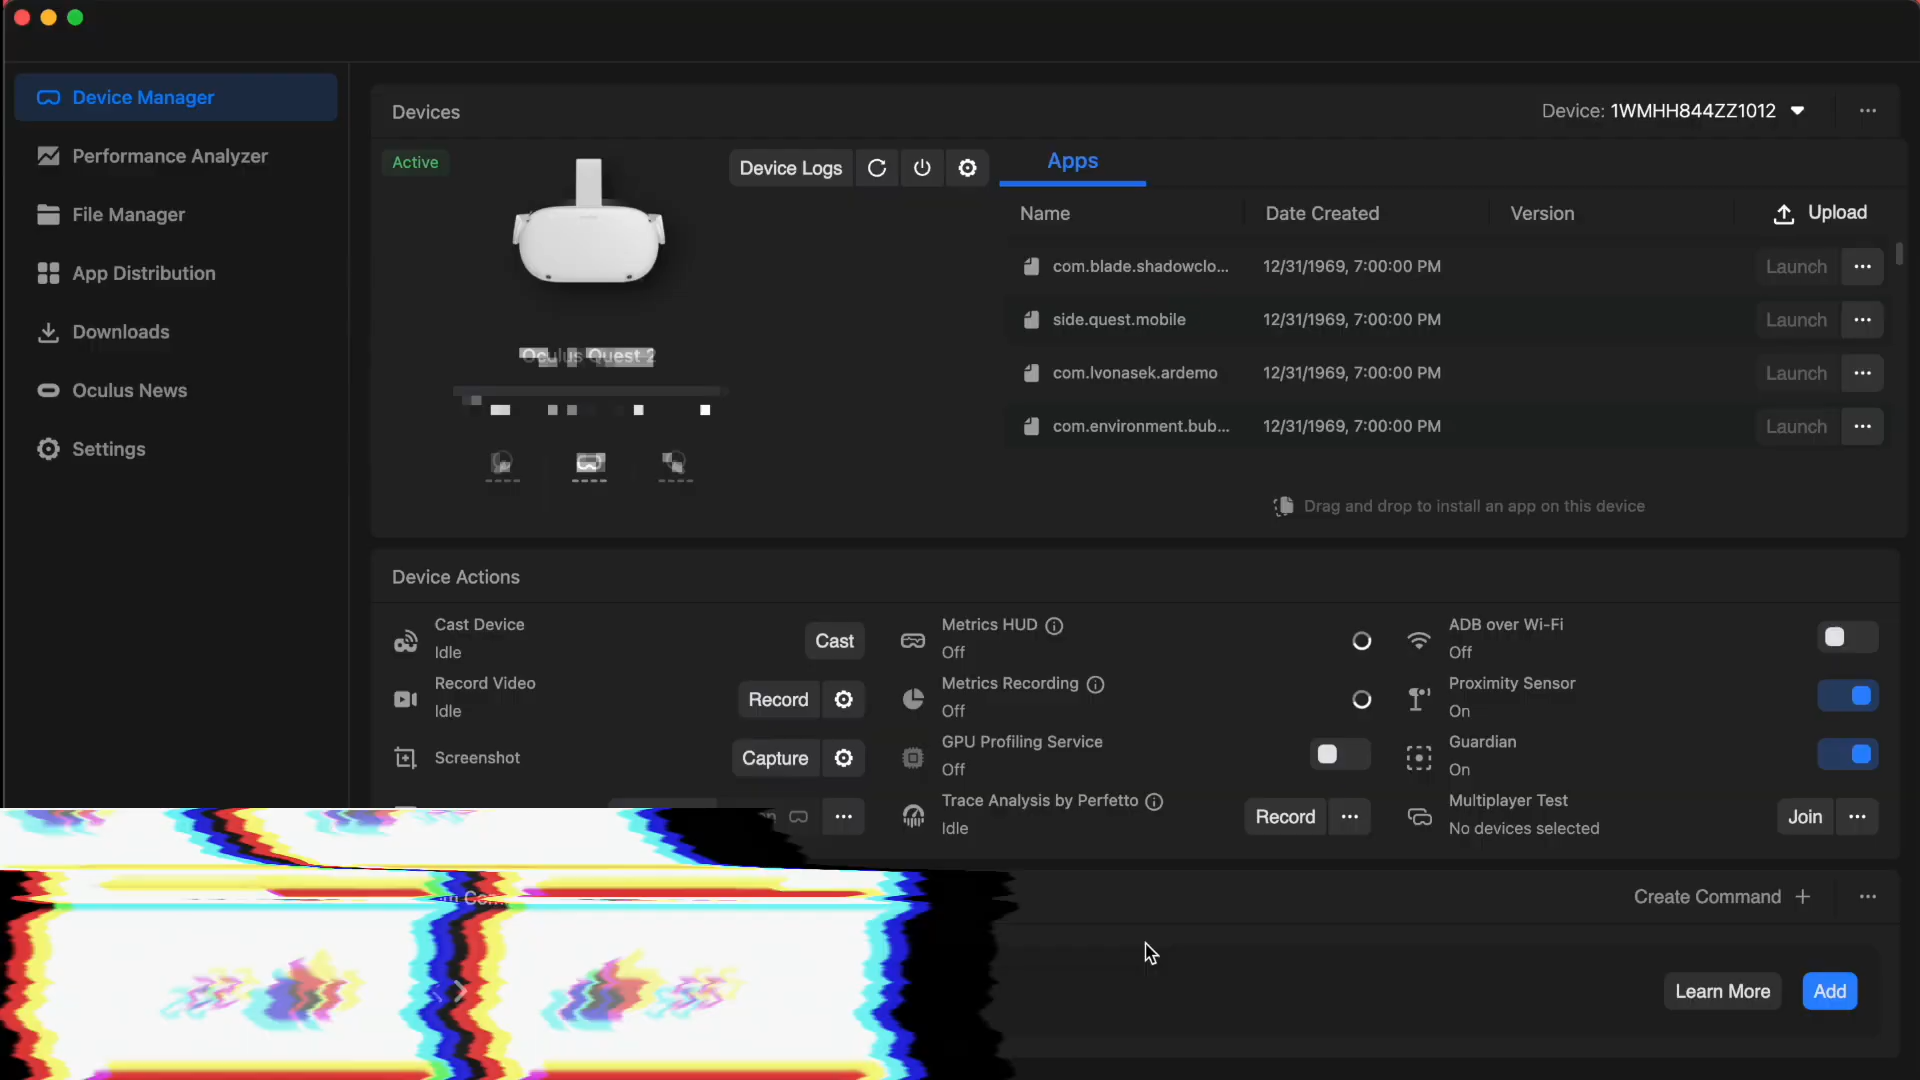 Device Manager
Performance Analyzer
File Manager
App Distribution
Downloads
Oculus News
Settings
Devices
Device: 1WMHH844ZZ1012
Active
Device Logs
Oculus Quest 2
Apps
Name Date Created Version Upload
com.blade.shadowclo... 12/31/1969, 7:00:00 PM Launch
side.quest.mobile 12/31/1969, 7:00:00 PM Launch
com.lvonasek.ardemo 12/31/1969, 7:00:00 PM Launch
com.environment.bub... 12/31/1969, 7:00:00 PM Launch
Drag and drop to install an app on this device
Device Actions
Cast Device
Idle
Cast
Record Video
Idle
Record
Screenshot
Capture
Metrics HUD
Off
Metrics Recording
Off
GPU Profiling Service
Off
Trace Analysis by Perfetto
Idle
Record
ADB over Wi-Fi
Off
Proximity Sensor
On
Guardian
On
Multiplayer Test
No devices selected
Join
Create Command +
Learn More
Add